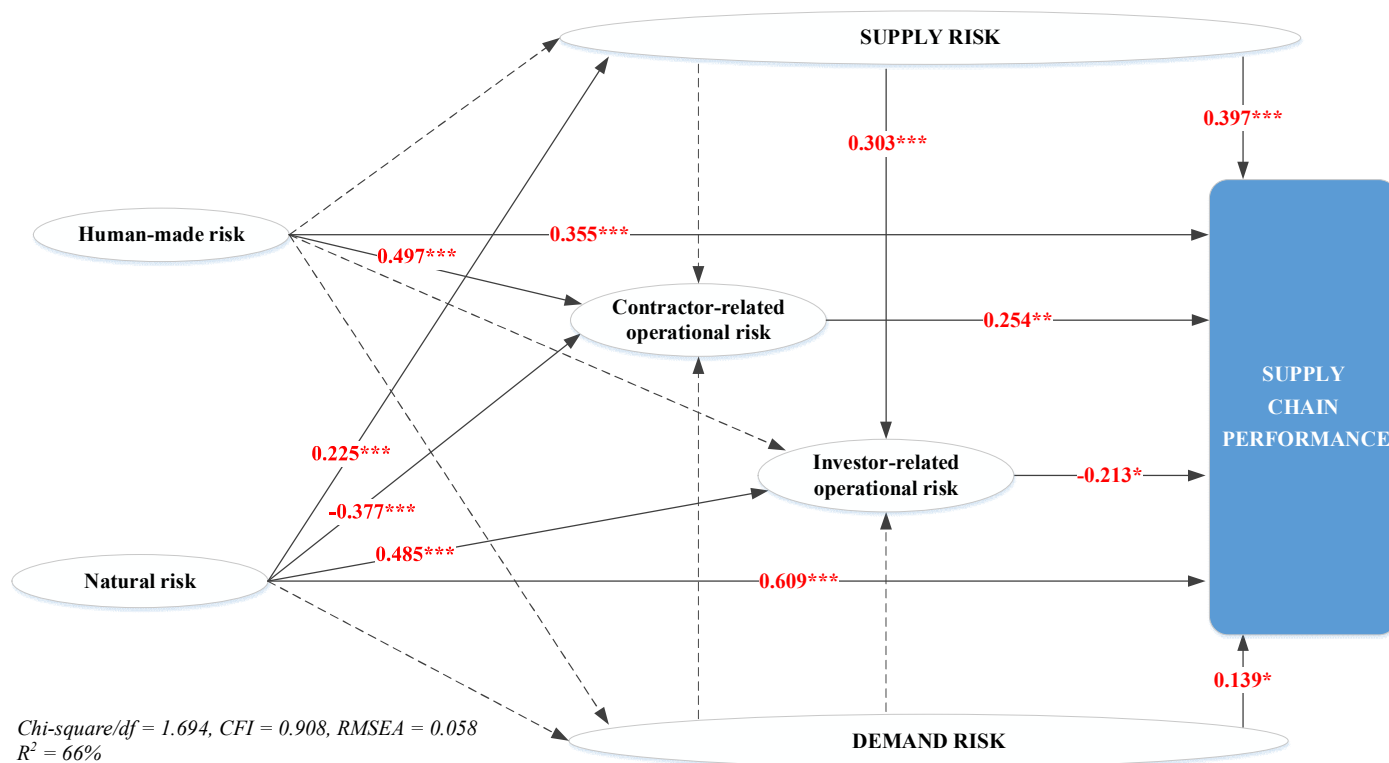 SUPPLY RISK
0.397***
0.303***
Human-made risk
0.355***
0.497***
Contractor-related
operational risk
0.254**
SUPPLY
CHAIN
PERFORMANCE
0.225***
Investor-related
operational risk
-0.213*
-0.377***
0.485***
Natural risk
0.609***
0.139*
Chi-square/df = 1.694, CFI = 0.908, RMSEA = 0.058
R² = 66%
DEMAND RISK